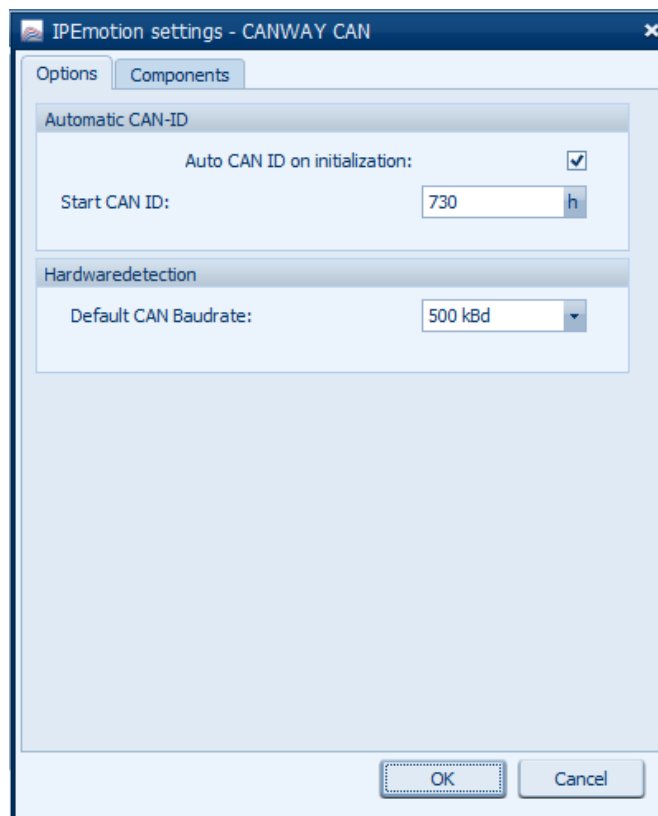 IPEmotion settings - CANWAY CAN
Options Components
Automatic CAN-ID
Auto CAN ID on initialization:
Start CAN ID: 730 h
Hardwaredetection
Default CAN Baudrate: 500 kBd
OK Cancel